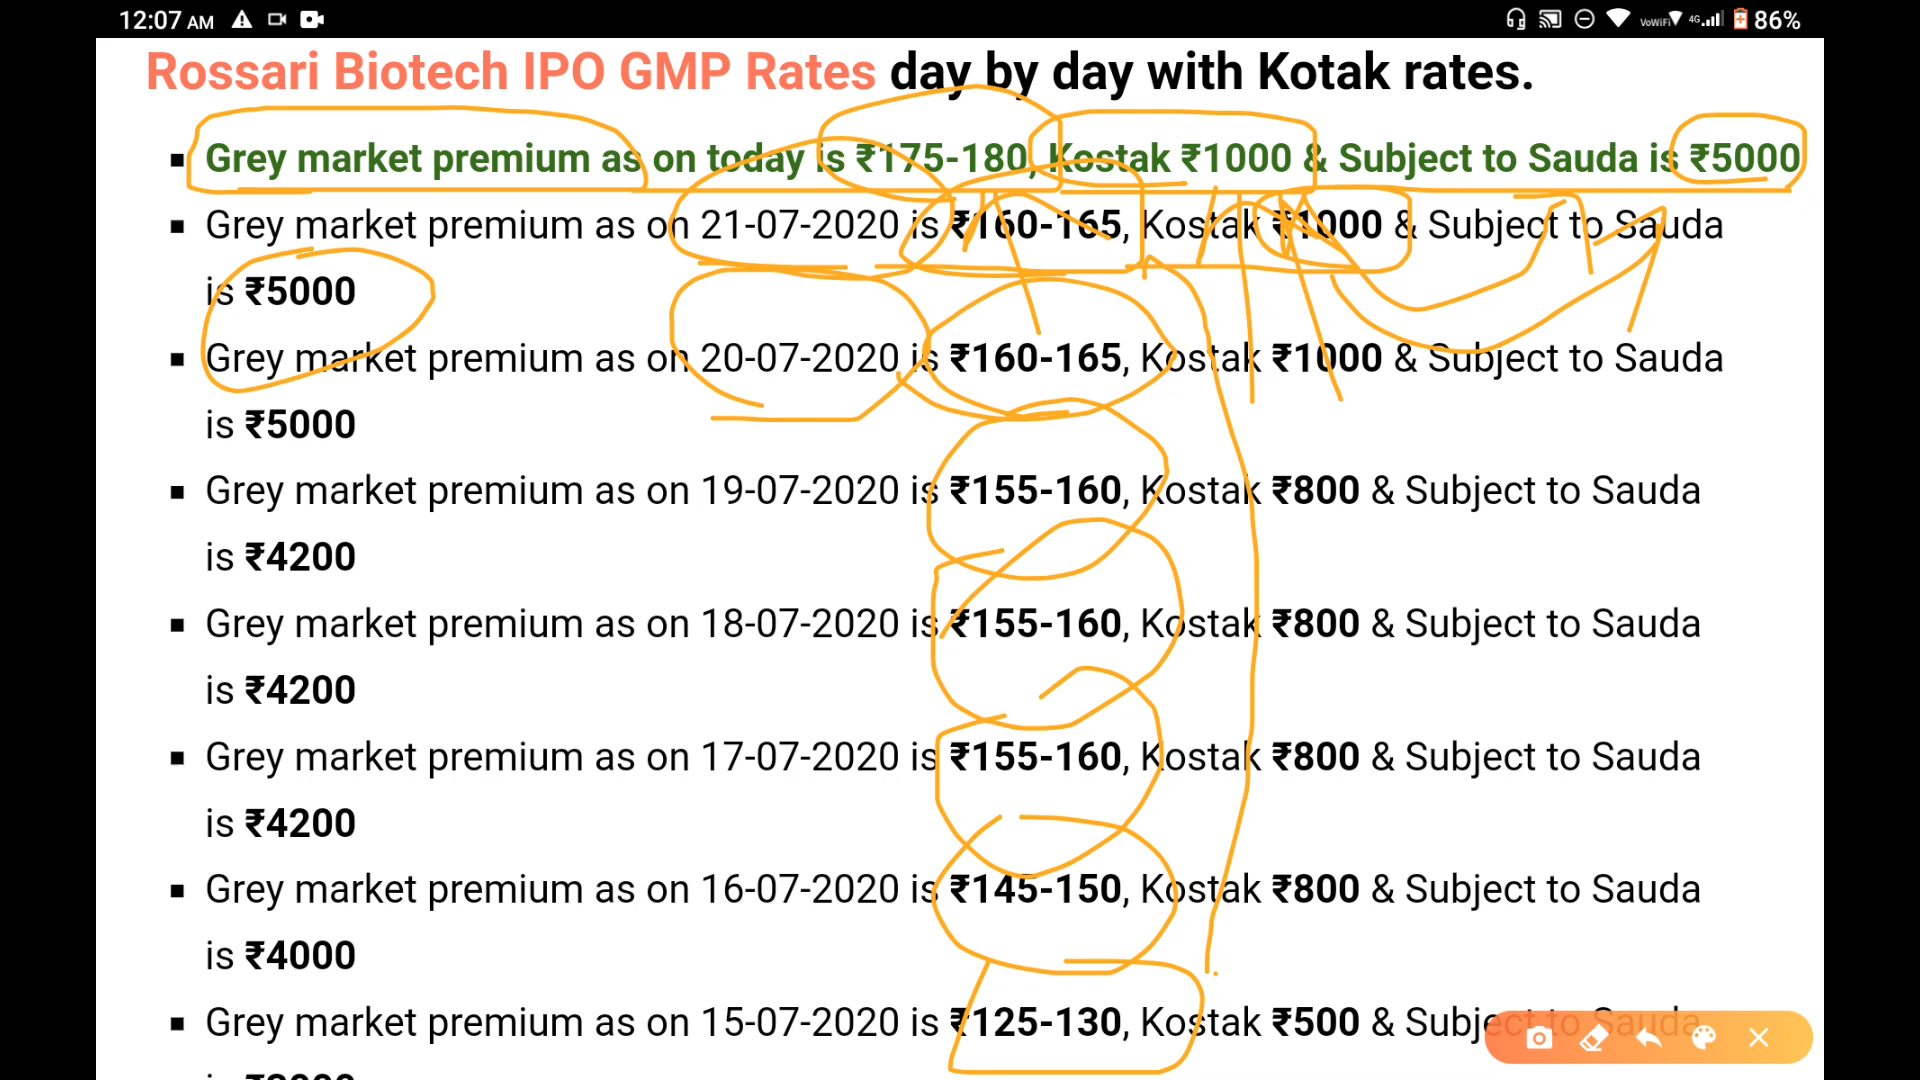 12:07 AM
VoWiFi 4G 86%
Rossari Biotech IPO GMP Rates day by day with Kotak rates.
Grey market premium as on today is ₹175-180, Kostak ₹1000 & Subject to Sauda is ₹5000
Grey market premium as on 21-07-2020 is ₹160-165, Kostak ₹1000 & Subject to Sauda
is ₹5000
Grey market premium as on 20-07-2020 is ₹160-165, Kostak ₹1000 & Subject to Sauda
is ₹5000
Grey market premium as on 19-07-2020 is ₹155-160, Kostak ₹800 & Subject to Sauda
is ₹4200
Grey market premium as on 18-07-2020 is ₹155-160, Kostak ₹800 & Subject to Sauda
is ₹4200
Grey market premium as on 17-07-2020 is ₹155-160, Kostak ₹800 & Subject to Sauda
is ₹4200
Grey market premium as on 16-07-2020 is ₹145-150, Kostak ₹800 & Subject to Sauda
is ₹4000
Grey market premium as on 15-07-2020 is ₹125-130, Kostak ₹500 & Subject to Sauda